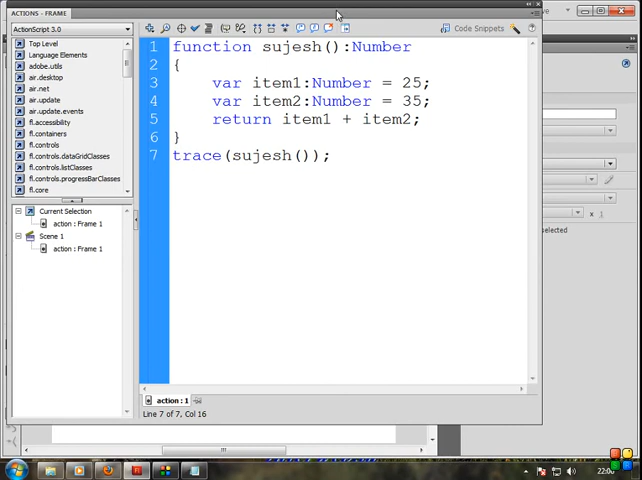 ACTIONS - FRAME
ActionScript 3.0
Code Snippets
Top Level
Language Elements
adobe.utils
air.desktop
air.net
air.update
air.update.events
fl.accessibility
fl.containers
fl.controls
fl.controls.dataGridClasses
fl.controls.listClasses
fl.controls.progressBarClasses
fl.core
Current Selection
action : Frame 1
Scene 1
action : Frame 1
1 function sujesh():Number
2 {
3 var item1:Number = 25;
4 var item2:Number = 35;
5 return item1 + item2;
6 }
7 trace(sujesh());
action : 1
Line 7 of 7, Col 16
x 1
selected
22:06